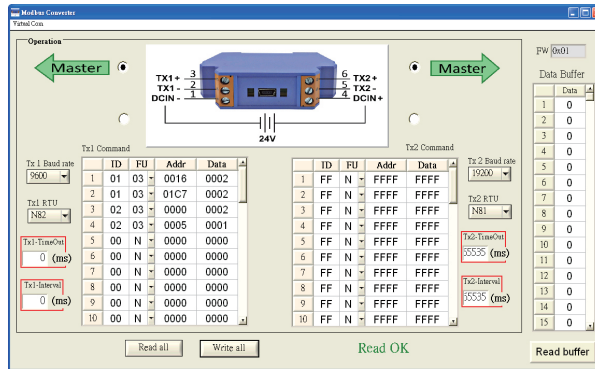 Modbus Converter
Virtual Com
Operation
Master
TX1+ 3
TX1- 2
DCIN - 1
6 TX2+
5 TX2-
4 DCIN+
24V
Master
FW 0x01
Data Buffer
Data
1 0
2 0
3 0
4 0
5 0
6 0
7 0
8 0
9 0
10 0
11 0
12 0
13 0
14 0
15 0
Read buffer
Tx 1 Baud rate
9600
Tx1 RTU
N82
Tx1-TimeOut
0 (ms)
Tx1-Interval
0 (ms)
Tx1 Command
ID FU Addr Data
1 01 03 0016 0002
2 01 03 01C7 0002
3 02 03 0000 0002
4 02 03 0005 0001
5 00 N 0000 0000
6 00 N 0000 0000
7 00 N 0000 0000
8 00 N 0000 0000
9 00 N 0000 0000
10 00 N 0000 0000
Tx2 Command
ID FU Addr Data
1 FF N FFFF FFFF
2 FF N FFFF FFFF
3 FF N FFFF FFFF
4 FF N FFFF FFFF
5 FF N FFFF FFFF
6 FF N FFFF FFFF
7 FF N FFFF FFFF
8 FF N FFFF FFFF
9 FF N FFFF FFFF
10 FF N FFFF FFFF
Tx 2 Baud rate
19200
Tx2 RTU
N81
Tx2-TimeOut
55535 (ms)
Tx2-Interval
55535 (ms)
Read all
Write all
Read OK